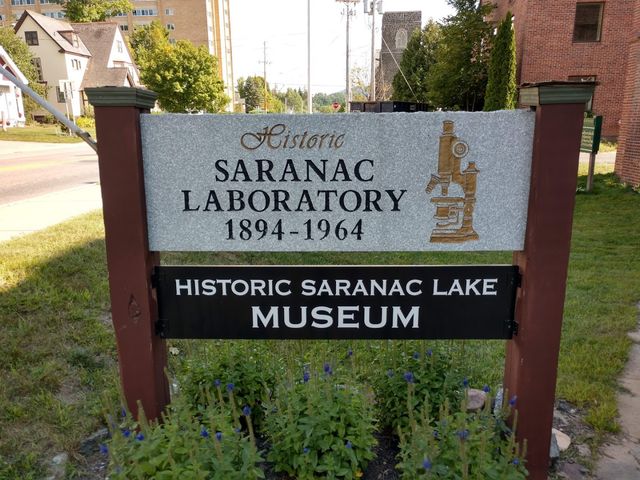 Historic
SARANAC
LABORATORY
1894-1964
HISTORIC SARANAC LAKE
MUSEUM